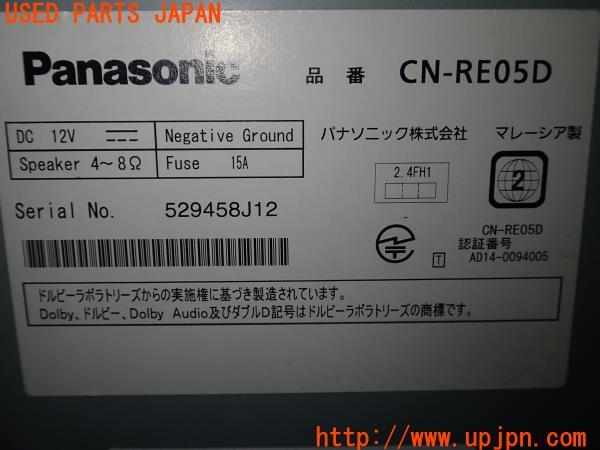 USED PARTS JAPAN
Panasonic 品番 CN-RE05D
DC 12V Negative Ground
Speaker 4～8Ω Fuse 15A
パナソニック株式会社 マレーシア製
2.4FH1
2
Serial No. 529458J12
CN-RE05D
認証番号
T AD14-0094005
ドルビーラボラトリーズからの実施権に基づき製造されています。
Dolby、ドルビー、Dolby Audio及びダブルD記号はドルビーラボラトリーズの商標です。
USED PARTS JAPAN
http://www.upjpn.com